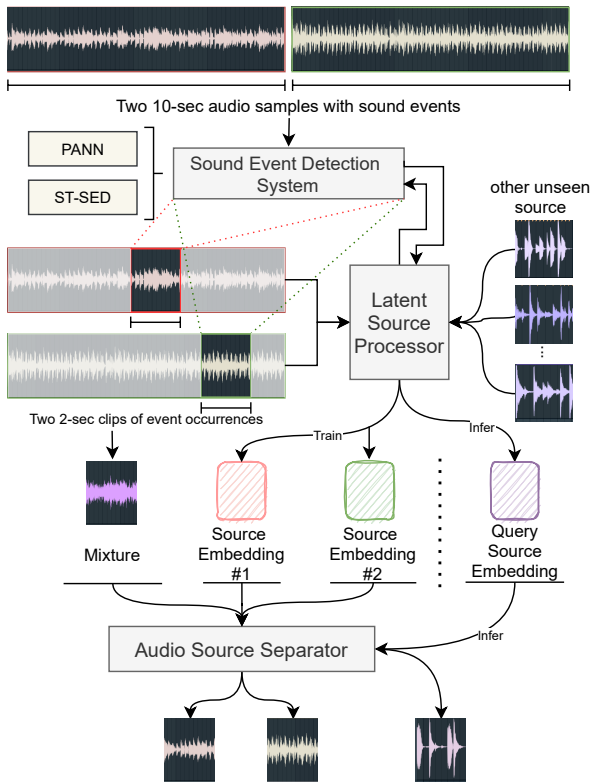 Two 10-sec audio samples with sound events
PANN
ST-SED
Sound Event Detection
System
other unseen
source
Latent
Source
Processor
Two 2-sec clips of event occurrences
Train
Infer
Mixture
Source
Embedding
#1
Source
Embedding
#2
Query
Source
Embedding
Infer
Audio Source Separator